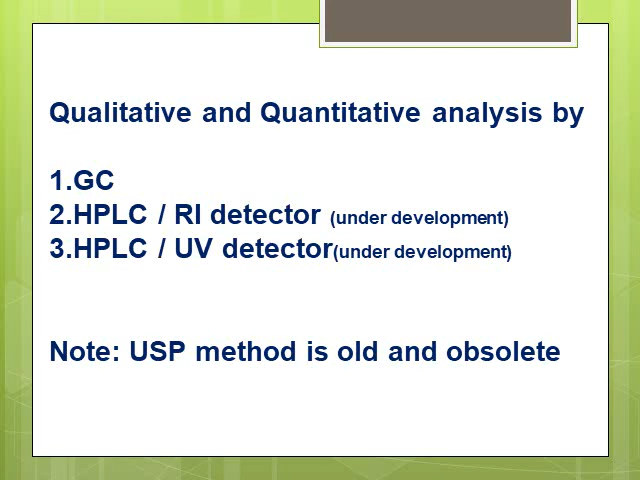 Qualitative and Quantitative analysis by
1.GC
2.HPLC / RI detector (under development)
3.HPLC / UV detector(under development)
Note: USP method is old and obsolete